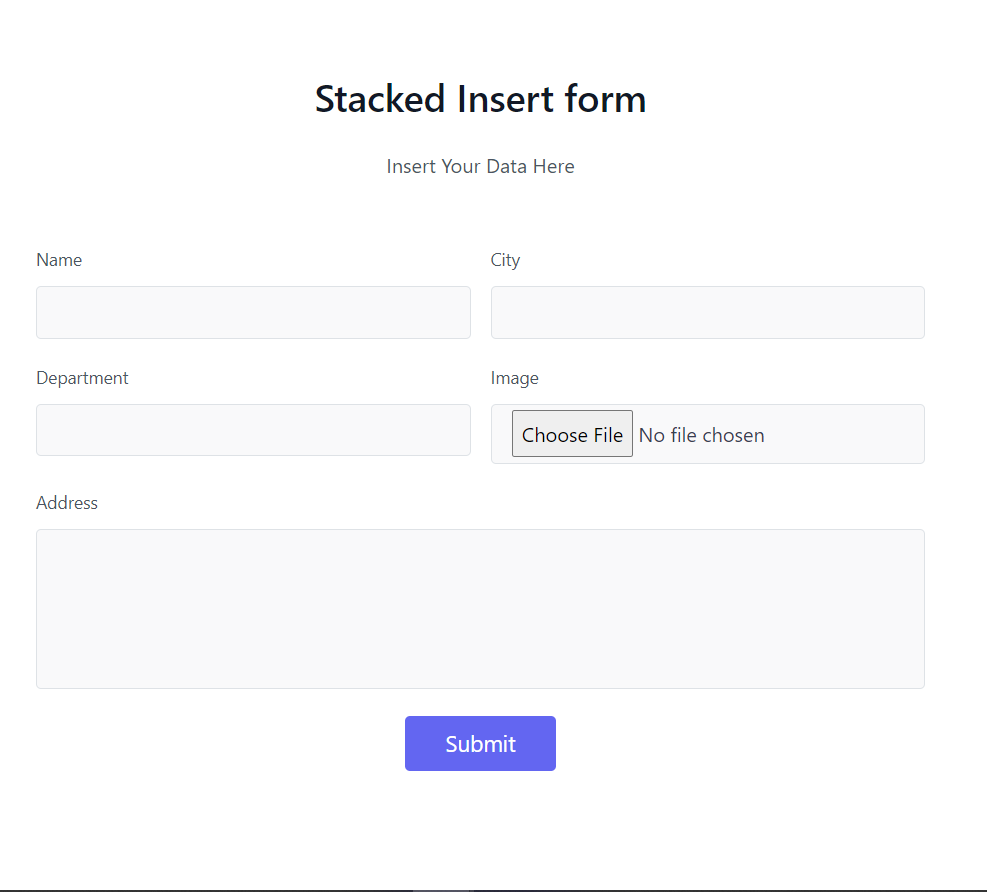 Stacked Insert form
Insert Your Data Here
Name
City
Department
Image
Choose File No file chosen
Address
Submit